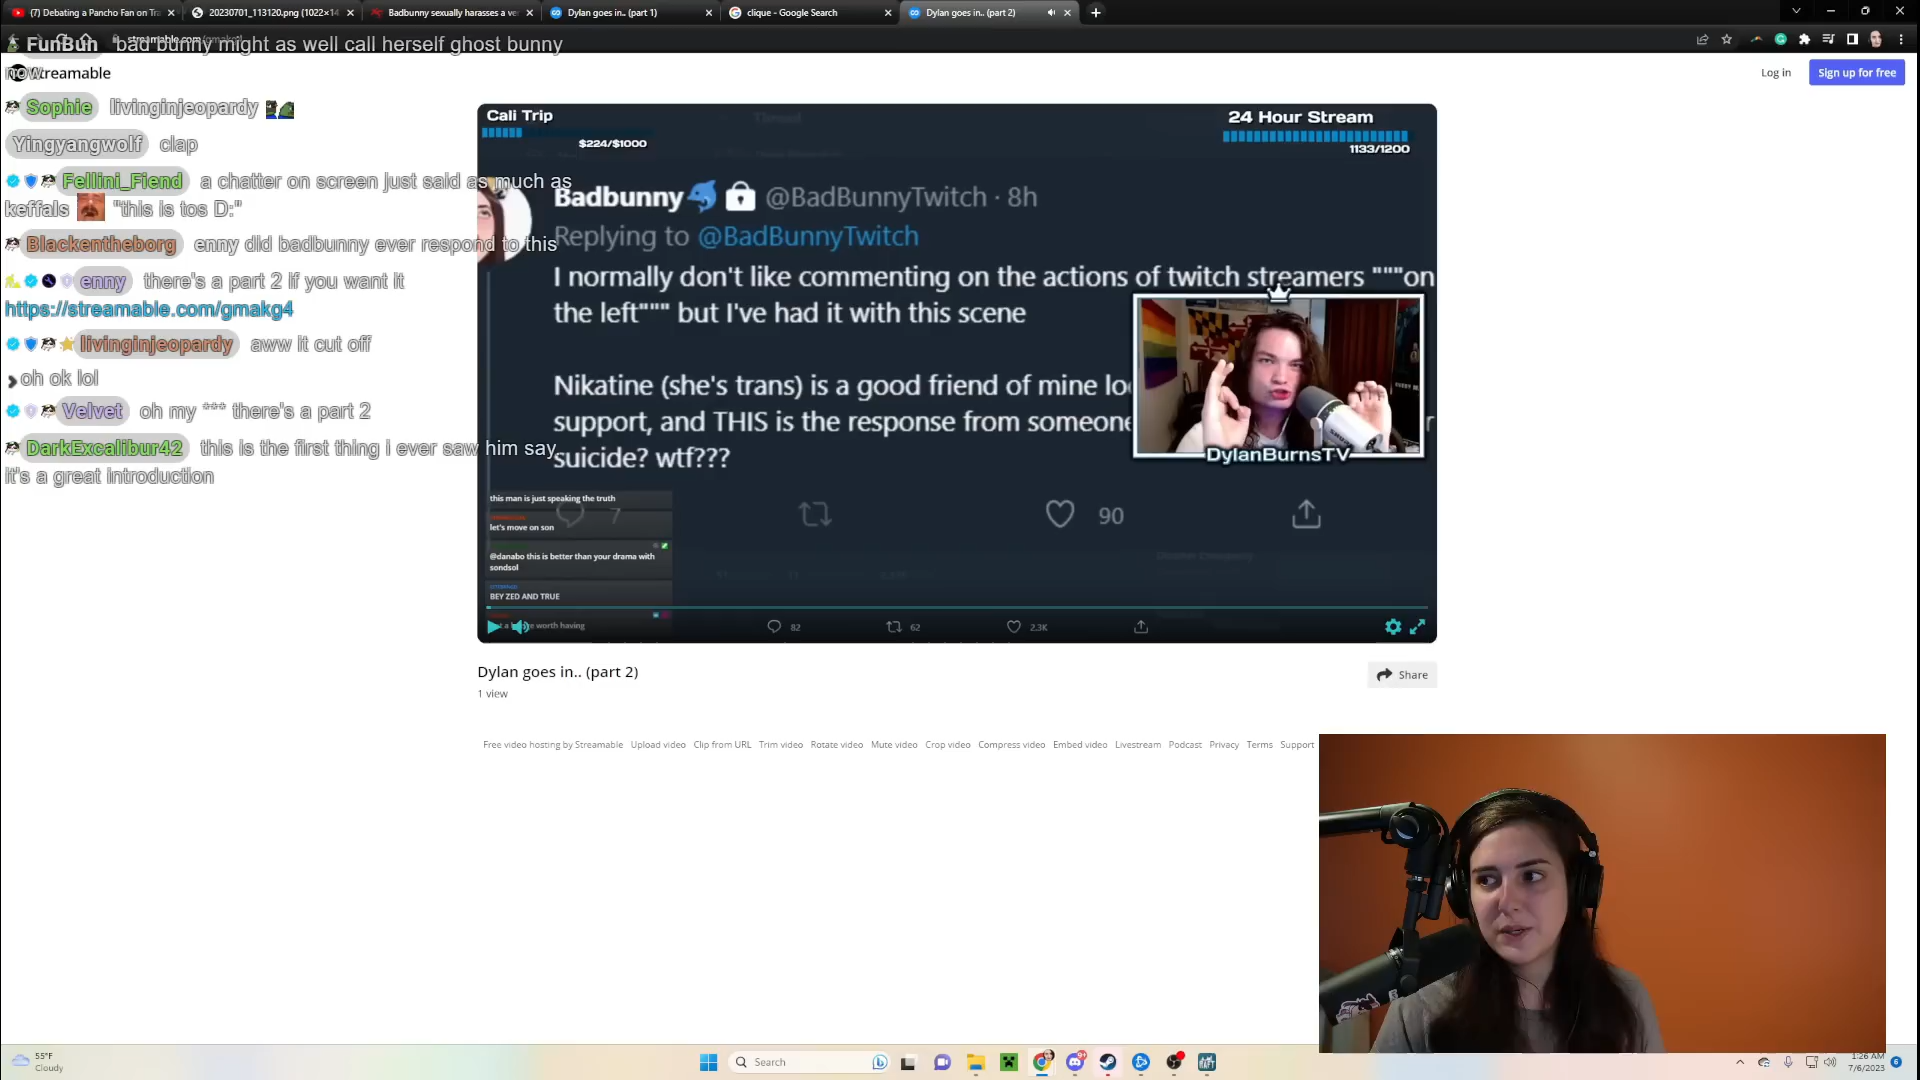 (7) Debating a Pancho Fan on Tra
20230701_113120.png (1022×14
Badbunny sexually harasses a ve
Dylan goes in.. (part 1)
clique - Google Search
Dylan goes in.. (part 2)
FunBun bad bunny might as well call herself ghost bunny
now
Streamable
Log in
Sign up for free
Sophie livinginjeopardy
Yingyangwolf clap
Fellini_Fiend a chatter on screen just said as much as
keffals "this is tos D:"
Blackentheborg enny did badbunny ever respond to this
enny there's a part 2 if you want it
https://streamable.com/gmakg4
livinginjeopardy aww it cut off
oh ok lol
Velvet oh my *** there's a part 2
DarkExcalibur42 this is the first thing i ever saw him say
it's a great introduction
Cali Trip
$224/$1000
24 Hour Stream
1133/1200
Thread
Badbunny @BadBunnyTwitch · 8h
Replying to @BadBunnyTwitch
I normally don't like commenting on the actions of twitch streamers """on
the left""" but I've had it with this scene
Nikatine (she's trans) is a good friend of mine
support, and THIS is the response from someone
suicide? wtf???
DylanBurnsTV
7
90
this man is just speaking the truth
let's move on son
@danabo this is better than your drama with
sondsol
BEY ZED AND TRUE
worth having
82
62
2.3K
Dylan goes in.. (part 2)
Share
1 view
Free video hosting by Streamable Upload video Clip from URL Trim video Rotate video Mute video Crop video Compress video Embed video Livestream Podcast Privacy Terms Support
55°F
Cloudy
Search
1:26 AM
7/6/2023